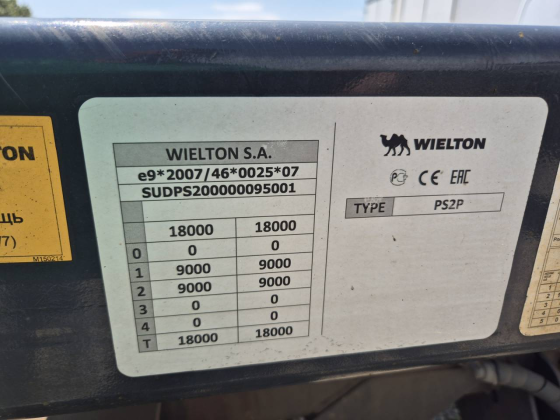 WIELTON S.A.
e9*2007/46*0025*07
SUDPS200000095001
18000 18000
0 0 0
1 9000 9000
2 9000 9000
3 0 0
4 0 0
T 18000 18000
WIELTON
CE EAC
TYPE PS2P
TON
ЩЬ
/7)
M150213